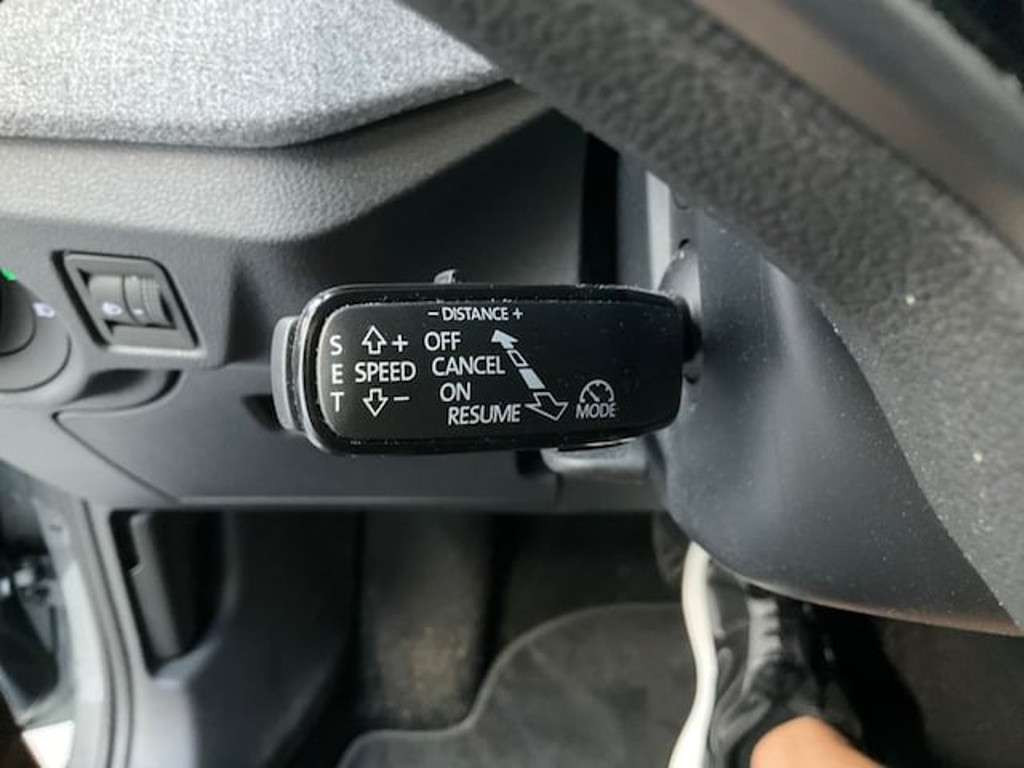 - DISTANCE +
S + OFF
E SPEED CANCEL
T - ON
RESUME MODE